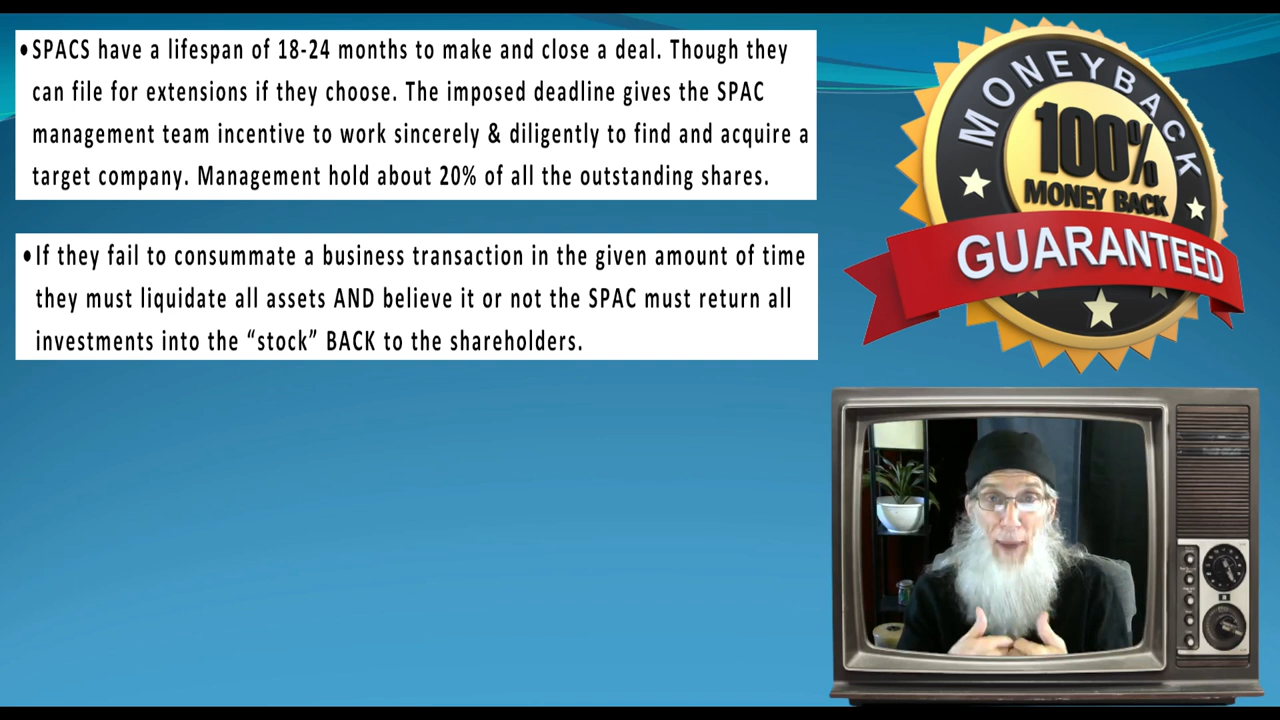 •SPACS have a lifespan of 18-24 months to make and close a deal. Though they
can file for extensions if they choose. The imposed deadline gives the SPAC
management team incentive to work sincerely & diligently to find and acquire a
target company. Management hold about 20% of all the outstanding shares.
•If they fail to consummate a business transaction in the given amount of time
they must liquidate all assets AND believe it or not the SPAC must return all
investments into the “stock” BACK to the shareholders.
MONEYBACK
100%
MONEY BACK
GUARANTEED